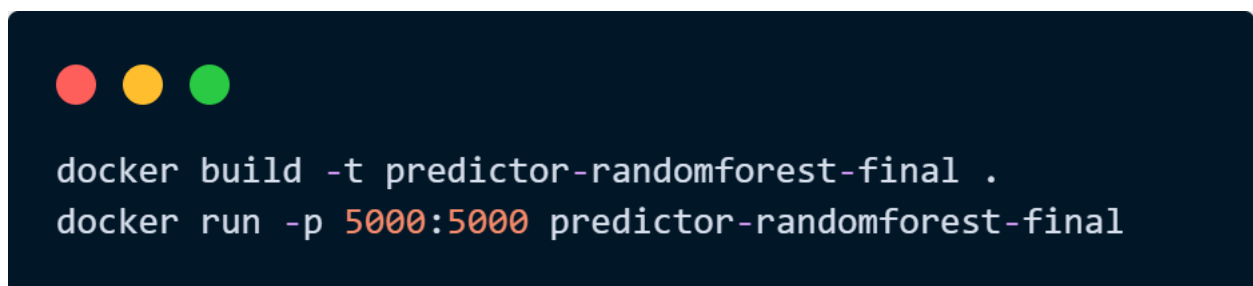 docker build -t predictor-randomforest-final .
docker run -p 5000:5000 predictor-randomforest-final